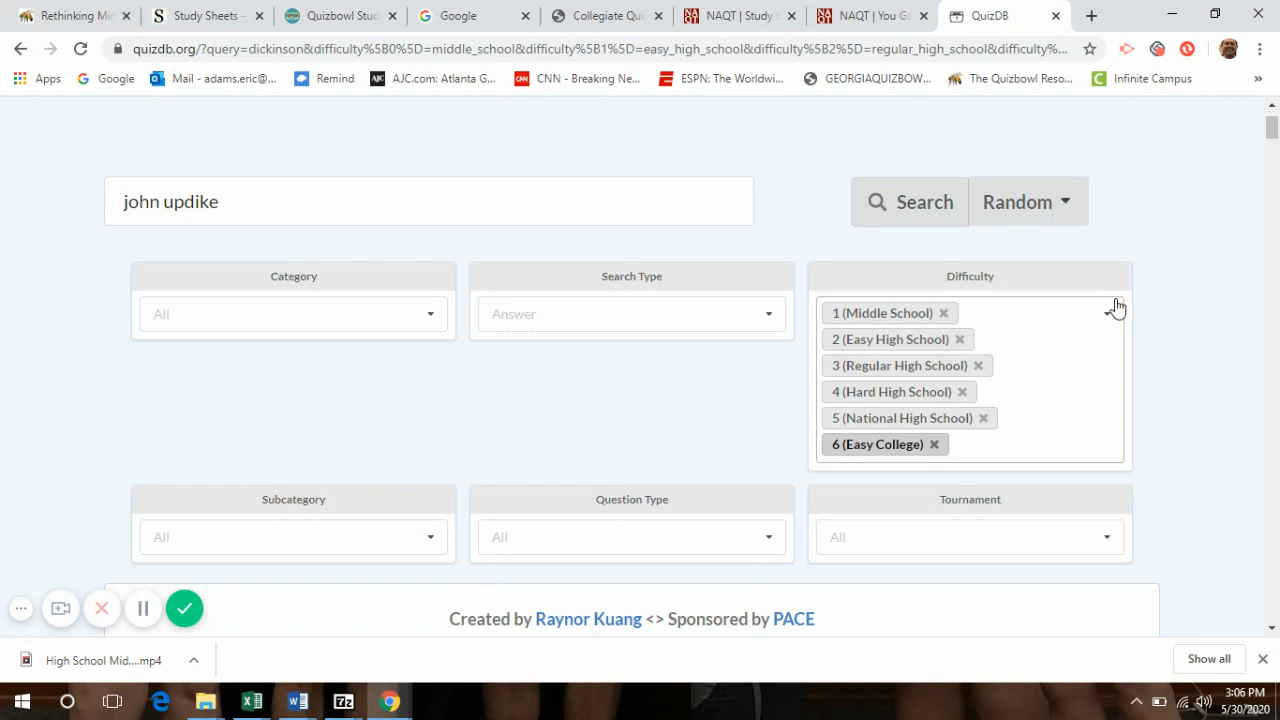 Rethinking Mi
Study Sheets –
Quizbowl Stu
Google
Collegiate Qui
NAQT | Study
NAQT | You G
QuizDB
quizdb.org/?query=dickinson&difficulty%5B0%5D=middle_school&difficulty%5B1%5D=easy_high_school&difficulty%5B2%5D=regular_high_school&difficulty%...
Apps
Google
Mail - adams.eric@...
Remind
AJC.com: Atlanta G...
CNN - Breaking Ne...
ESPN: The Worldwi...
GEORGIAQUIZBOW...
The Quizbowl Reso...
Infinite Campus
»
john updike
Search
Random
Category
All
Search Type
Answer
Difficulty
1 (Middle School)
2 (Easy High School)
3 (Regular High School)
4 (Hard High School)
5 (National High School)
6 (Easy College)
Subcategory
All
Question Type
All
Tournament
All
Created by Raynor Kuang <> Sponsored by PACE
High School Mid....mp4
Show all
3:06 PM
5/30/2020